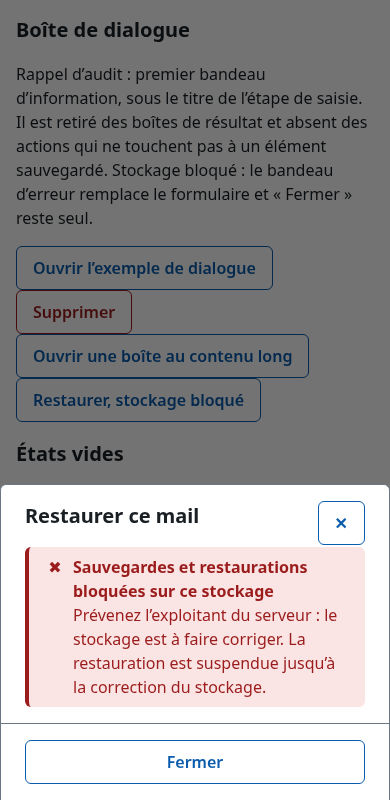 Boîte de dialogue
Rappel d’audit : premier bandeau
d’information, sous le titre de l’étape de saisie.
Il est retiré des boîtes de résultat et absent des
actions qui ne touchent pas à un élément
sauvegardé. Stockage bloqué : le bandeau
d’erreur remplace le formulaire et « Fermer »
reste seul.
Ouvrir l’exemple de dialogue
Supprimer
Ouvrir une boîte au contenu long
Restaurer, stockage bloqué
États vides
Restaurer ce mail
×
✖ Sauvegardes et restaurations
bloquées sur ce stockage
Prévenez l’exploitant du serveur : le
stockage est à faire corriger. La
restauration est suspendue jusqu’à
la correction du stockage.
Fermer